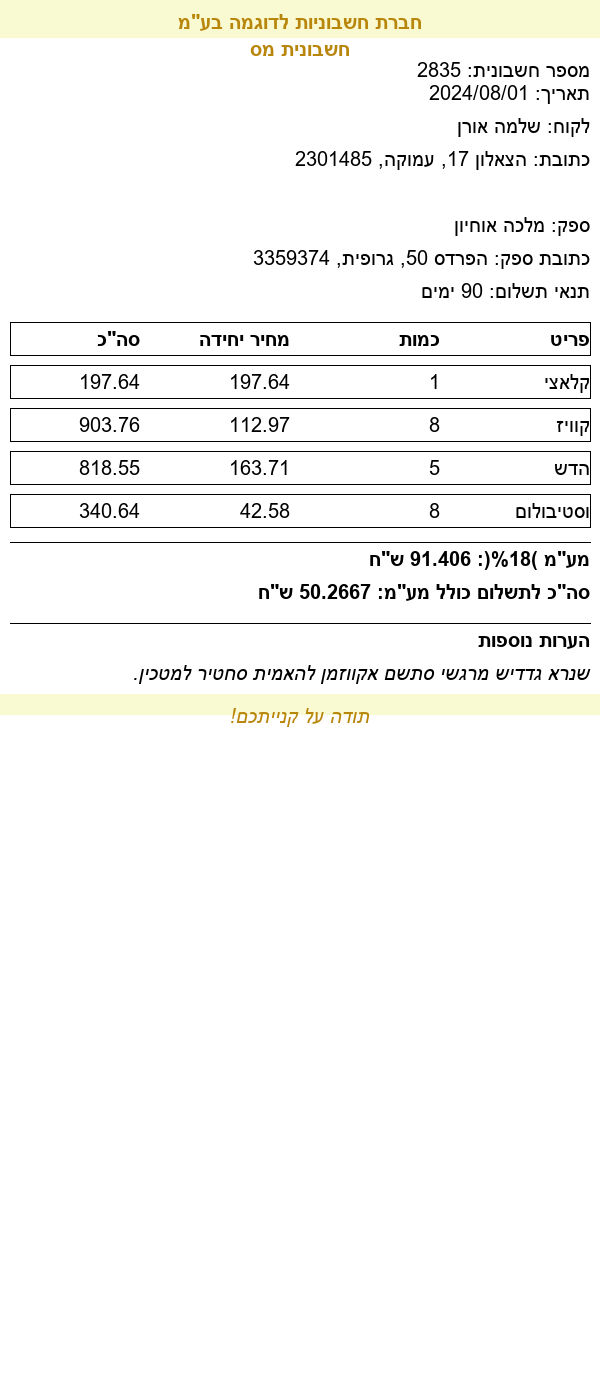 חברת חשבוניות לדוגמה בע"מ
חשבונית מס
מספר חשבונית: 2835
תאריך: 2024/08/01
לקוח: שלמה אורן
כתובת: הצאלון 17, עמוקה, 2301485
ספק: מלכה אוחיון
כתובת ספק: הפרדס 50, גרופית, 3359374
תנאי תשלום: 90 ימים
פריט כמות מחיר יחידה סה"כ
קלאצי 1 197.64 197.64
קוויז 8 112.97 903.76
הדש 5 163.71 818.55
וסטיבולום 8 42.58 340.64
מע"מ )18%(: 91.406 ש"ח
סה"כ לתשלום כולל מע"מ: 50.2667 ש"ח
הערות נוספות
שנרא גדדיש מרגשי סתשם אקווזמן להאמית סחטיר למטכין.
תודה על קנייתכם!